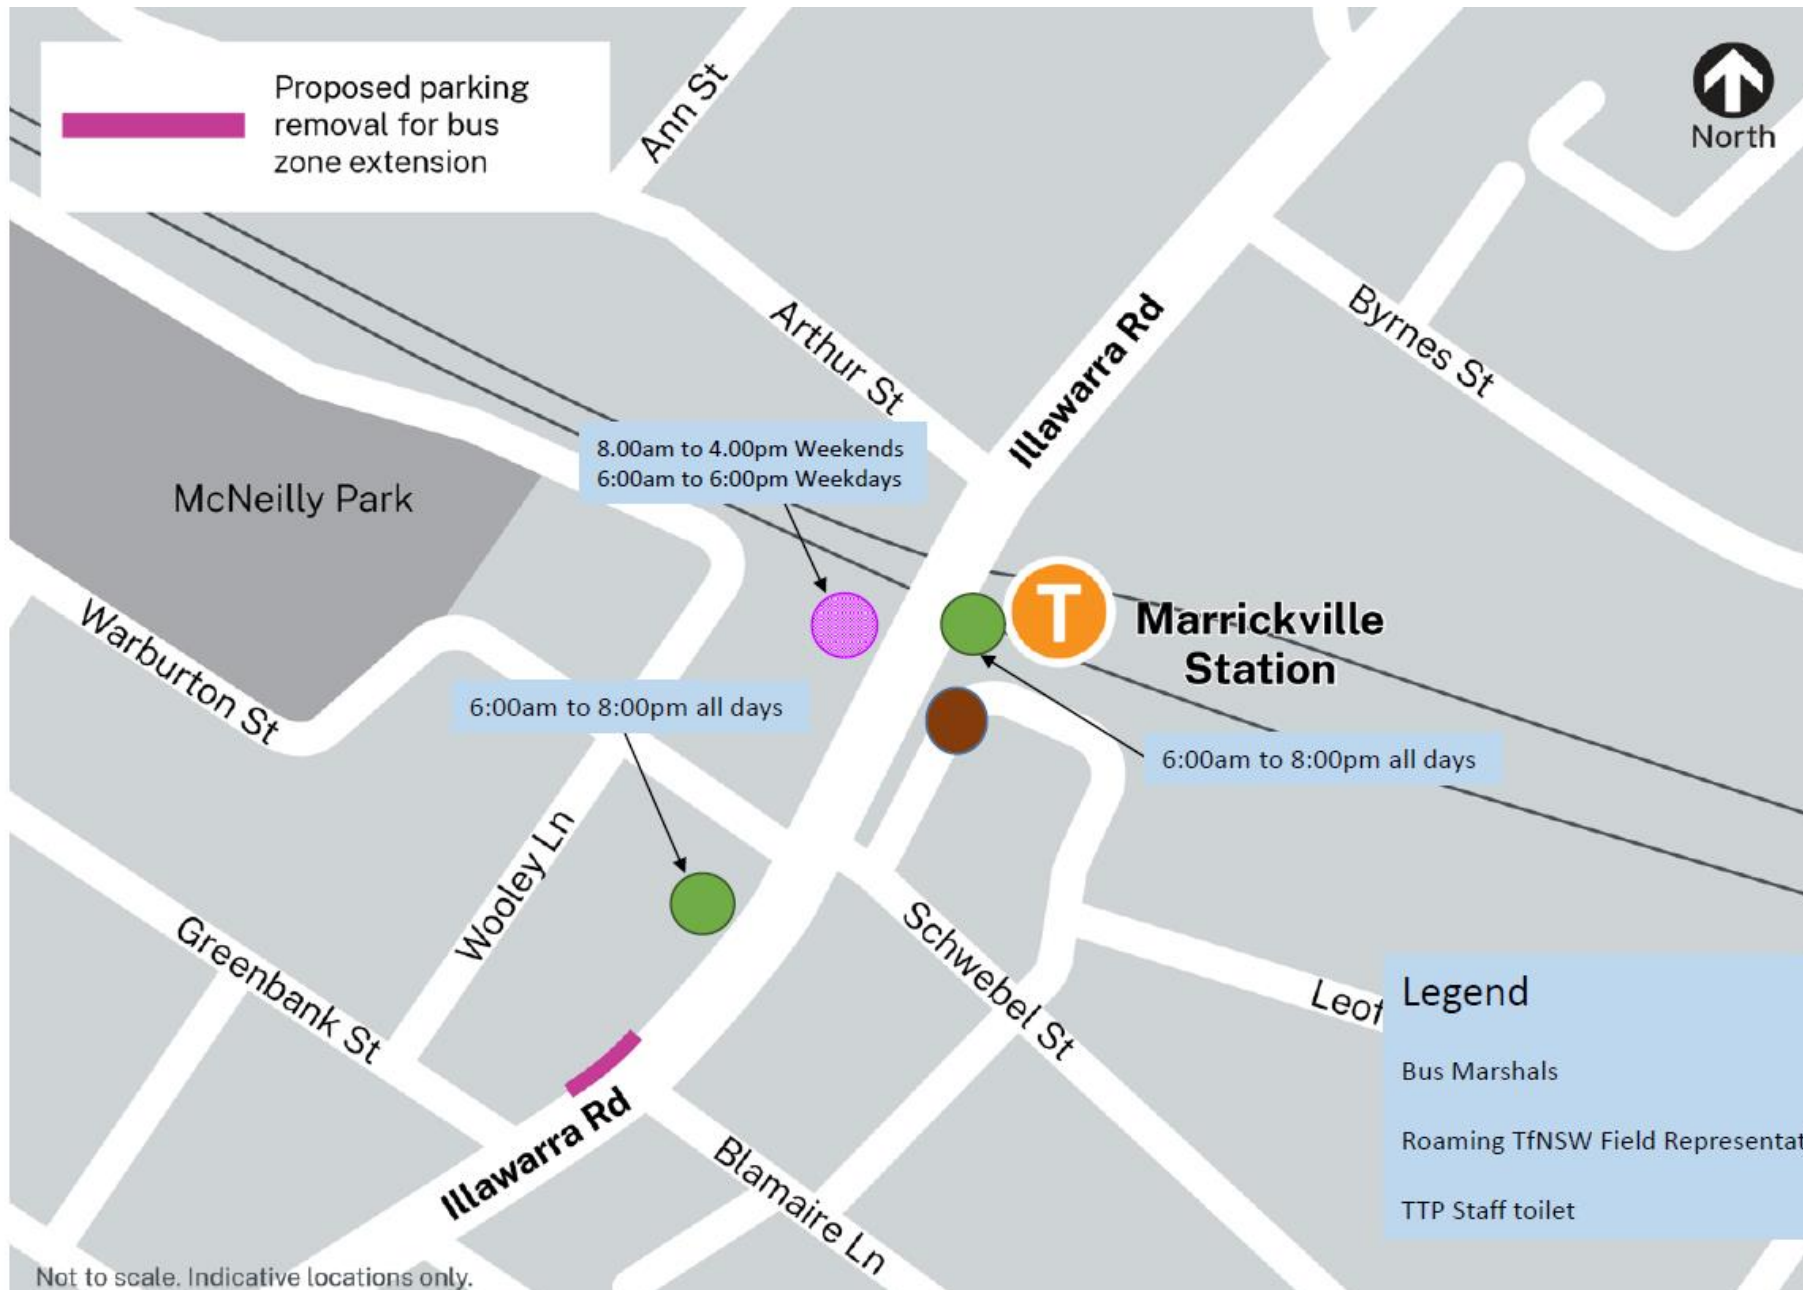 Proposed parking
removal for bus
zone extension
North
Ann St
Arthur St
Illawarra Rd
Byrnes St
8.00am to 4.00pm Weekends
6:00am to 6:00pm Weekdays
McNeilly Park
T
Marrickville
Station
Warburton St
6:00am to 8:00pm all days
6:00am to 8:00pm all days
Wooley Ln
Greenbank St
Schwebel St
Legend
Bus Marshals
Roaming TfNSW Field
TTP Staff toilet
Illawarra Rd
Blamaire Ln
Not to scale. Indicative locations only.